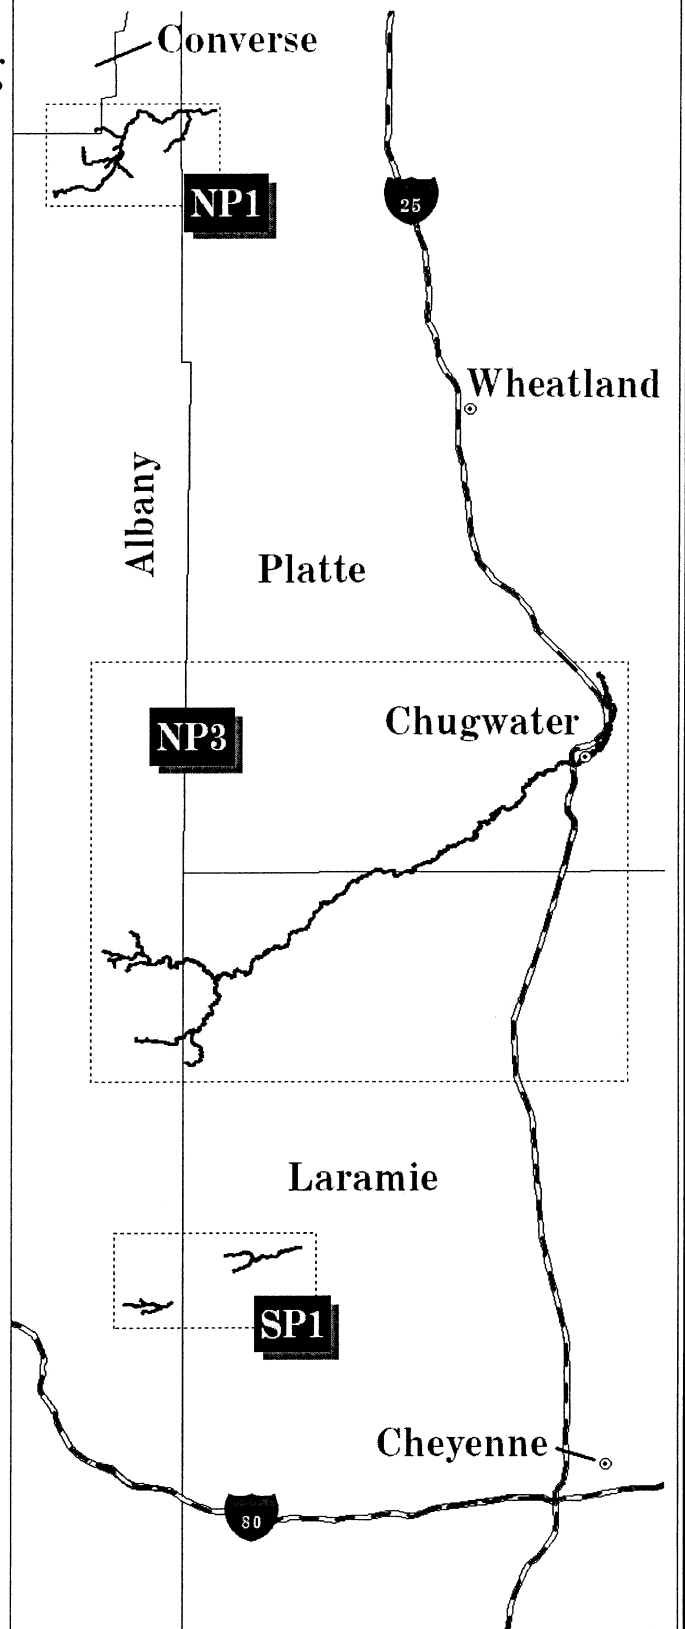 Converse
NP1
25
Wheatland
Albany
Platte
NP3
Chugwater
Laramie
SP1
Cheyenne
80